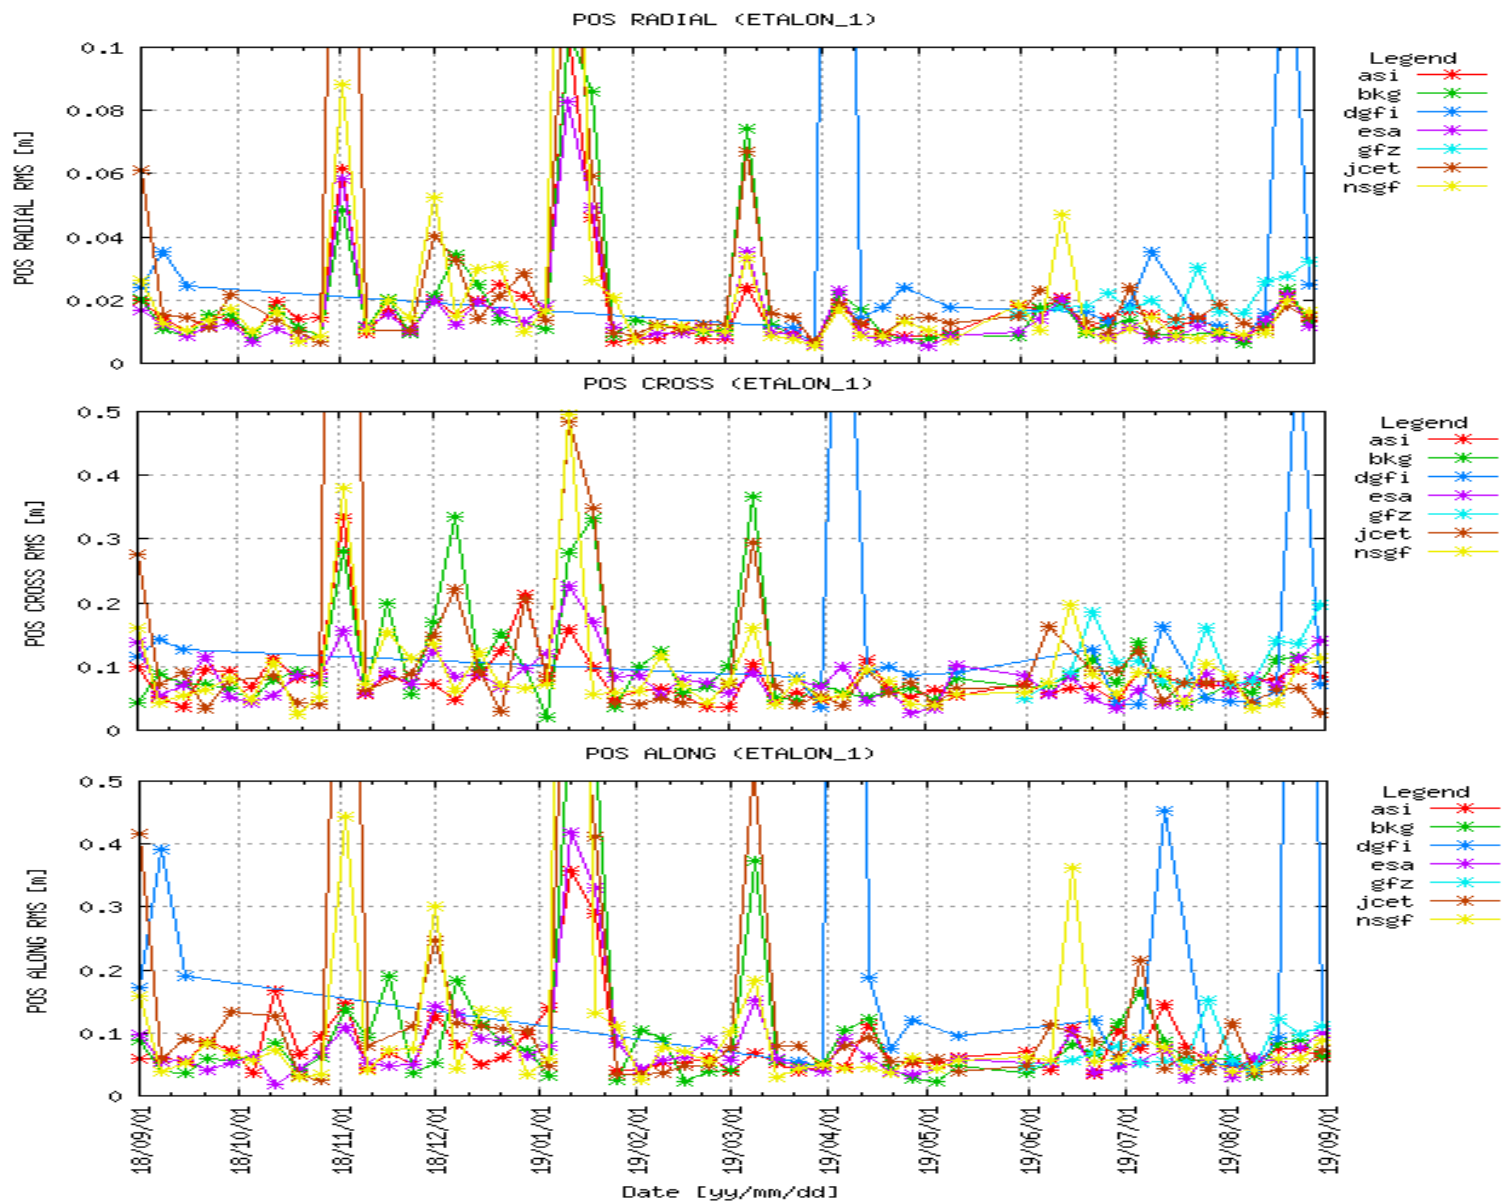 POS RADIAL (ETALON_1)
POS RADIAL RMS [m]
0.1
0.08
0.06
0.04
0.02
0
Legend
asi
bkg
dgfi
esa
gfz
jcet
nsgf
POS CROSS (ETALON_1)
POS CROSS RMS [m]
0.5
0.4
0.3
0.2
0.1
0
Legend
asi
bkg
dgfi
esa
gfz
jcet
nsgf
POS ALONG (ETALON_1)
POS ALONG RMS [m]
0.5
0.4
0.3
0.2
0.1
0
Legend
asi
bkg
dgfi
esa
gfz
jcet
nsgf
18/09/01
18/10/01
18/11/01
18/12/01
19/01/01
19/02/01
19/03/01
19/04/01
19/05/01
19/06/01
19/07/01
19/08/01
19/09/01
Date [yy/mm/dd]